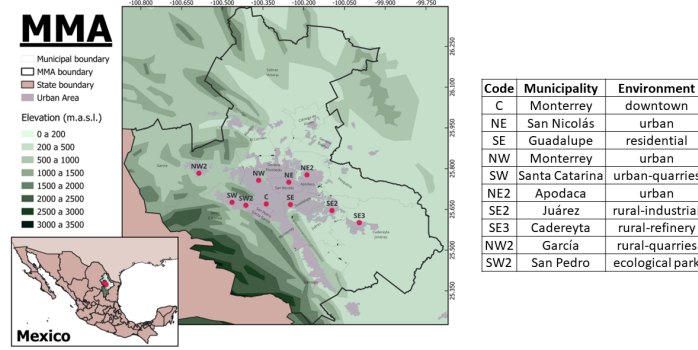 -100.800 -100.650 -100.500 -100.350 -100.200 -100.050 -99.900 -99.750
MMA
Municipal boundary
MMA boundary
State boundary
Urban Area
Elevation (m.a.s.l.)
0 a 200
200 a 500
500 a 1000
1000 a 1500
1500 a 2000
2000 a 2500
2500 a 3000
3000 a 3500
26.250
26.100
25.950
25.800
25.650
25.500
25.350
NW2
NW
NE
NE2
SW
SW2
C
SE
SE2
SE3
Mexico
Code Municipality Environment
C Monterrey downtown
NE San Nicolás urban
SE Guadalupe residential
NW Monterrey urban
SW Santa Catarina urban-quarries
NE2 Apodaca urban
SE2 Juárez rural-industrial
SE3 Cadereyta rural-refinery
NW2 García rural-quarries
SW2 San Pedro ecological park